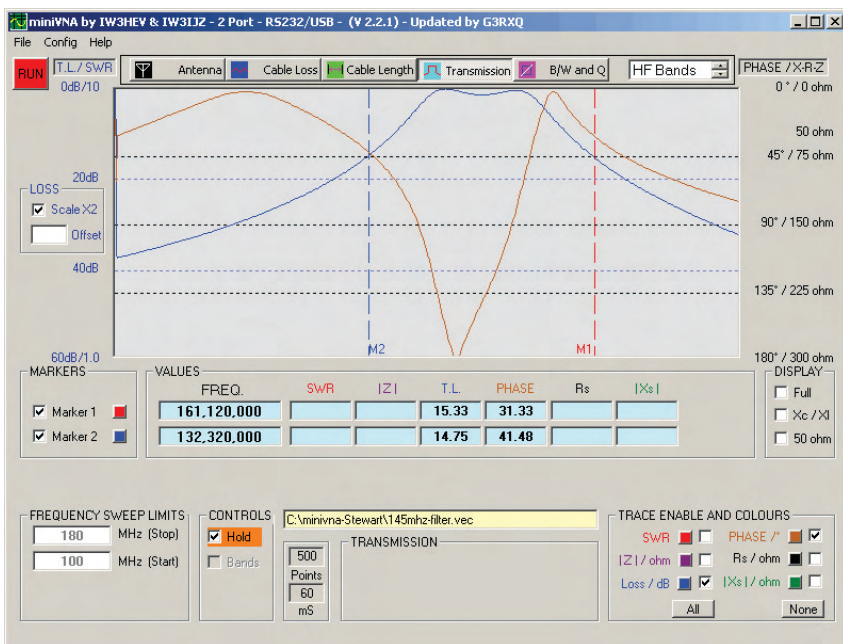 miniVNA by IW3HEV & IW3IJZ - 2 Port - RS232/USB - (V 2.2.1) - Updated by G3RXQ
File Config Help
RUN
T.L./SWR
Antenna
Cable Loss
Cable Length
Transmission
B/W and Q
HF Bands
PHASE /X-R-Z
0dB/10
0 ° / 0 ohm
50 ohm
45° / 75 ohm
20dB
LOSS
Scale X2
Offset
90° / 150 ohm
40dB
135° / 225 ohm
M2
M1
60dB/1.0
180° / 300 ohm
MARKERS
VALUES
DISPLAY
FREQ. SWR |Z| T.L. PHASE Rs |Xs|
Marker 1
161,120,000 15.33 31.33
Marker 2
132,320,000 14.75 41.48
Full
Xc / Xl
50 ohm
FREQUENCY SWEEP LIMITS
180 MHz (Stop)
100 MHz (Start)
CONTROLS
Hold
Bands
C:\minivna-Stewart\145mhz-filter.vec
500
Points
60
mS
TRANSMISSION
TRACE ENABLE AND COLOURS
SWR
PHASE /°
|Z| / ohm
Rs / ohm
Loss / dB
|Xs| / ohm
All
None